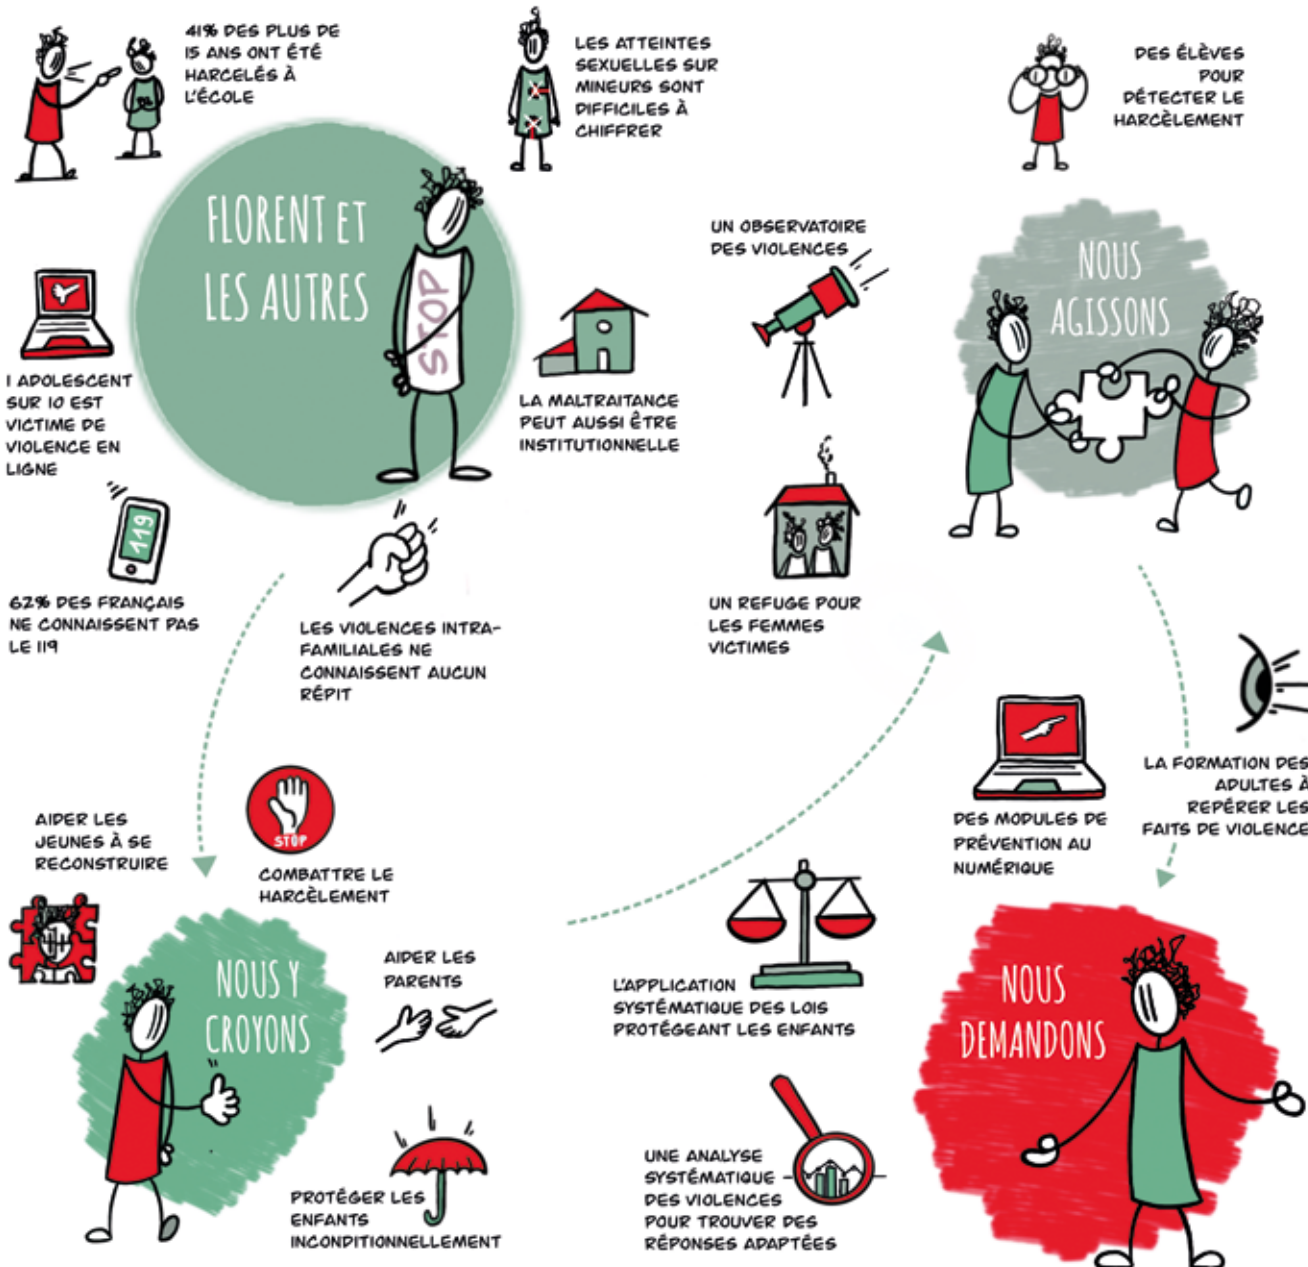 41% DES PLUS DE
15 ANS ONT ÉTÉ
HARCELÉS À
L'ÉCOLE
LES ATTEINTES
SEXUELLES SUR
MINEURS SONT
DIFFICILES À
CHIFFRER
FLORENT ET
LES AUTRES
STOP
1 ADOLESCENT
SUR 10 EST
VICTIME DE
VIOLENCE EN
LIGNE
LA MALTRAITANCE
PEUT AUSSI ÊTRE
INSTITUTIONNELLE
119
62% DES FRANÇAIS
NE CONNAISSENT PAS
LE 119
LES VIOLENCES INTRA-
FAMILIALES NE
CONNAISSENT AUCUN
RÉPIT
DES ÉLÈVES
POUR
DÉTECTER LE
HARCÈLEMENT
UN OBSERVATOIRE
DES VIOLENCES
NOUS
AGISSONS
UN REFUGE POUR
LES FEMMES
VICTIMES
AIDER LES
JEUNES À SE
RECONSTRUIRE
STOP
COMBATTRE LE
HARCÈLEMENT
NOUS Y
CROYONS
AIDER LES
PARENTS
PROTÉGER LES
ENFANTS
INCONDITIONNELLEMENT
DES MODULES DE
PRÉVENTION AU
NUMÉRIQUE
LA FORMATION DES
ADULTES À
REPÉRER LES
FAITS DE VIOLENCE
L'APPLICATION
SYSTÉMATIQUE DES LOIS
PROTÉGEANT LES ENFANTS
NOUS
DEMANDONS
UNE ANALYSE
SYSTÉMATIQUE
DES VIOLENCES
POUR TROUVER DES
RÉPONSES ADAPTÉES